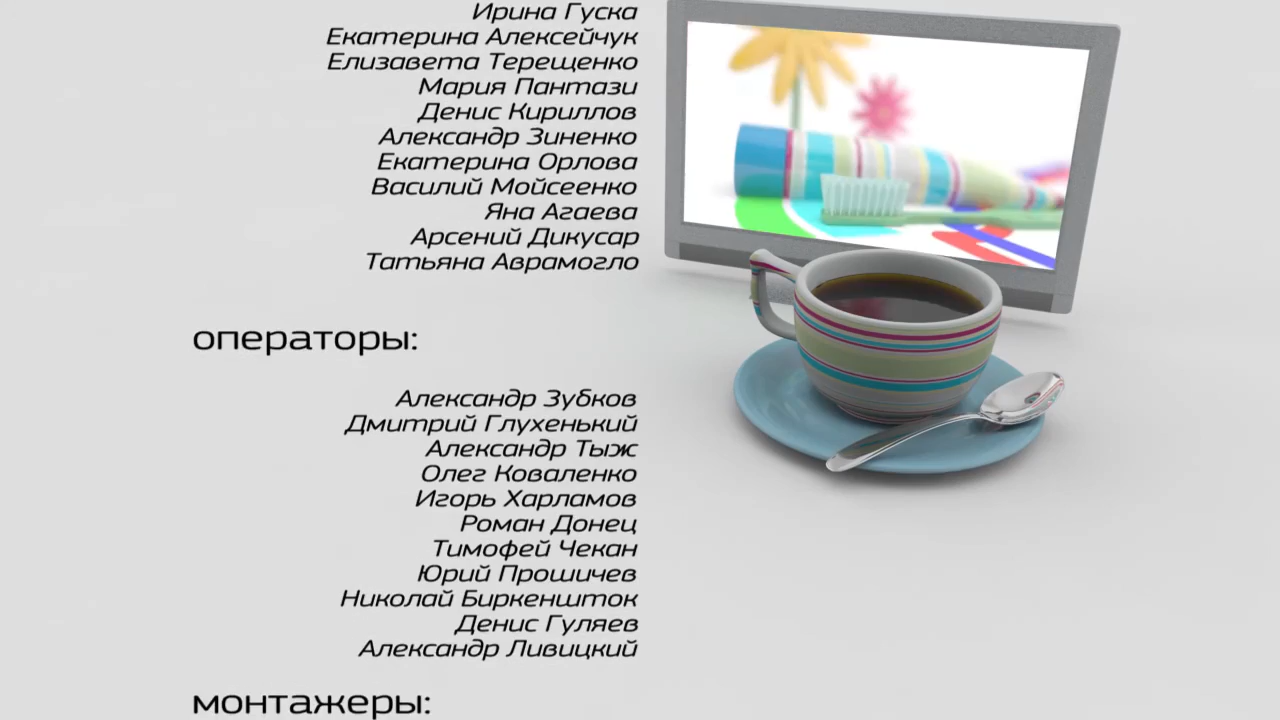 Ирина Гуска
Екатерина Алексейчук
Елизавета Терещенко
Мария Пантази
Денис Кириллов
Александр Зиненко
Екатерина Орлова
Василий Мойсеенко
Яна Агаева
Арсений Дикусар
Татьяна Аврамогло
операторы:
Александр Зубков
Дмитрий Глухенький
Александр Тыж
Олег Коваленко
Игорь Харламов
Роман Донец
Тимофей Чекан
Юрий Прошичев
Николай Биркеншток
Денис Гуляев
Александр Ливицкий
монтажеры: